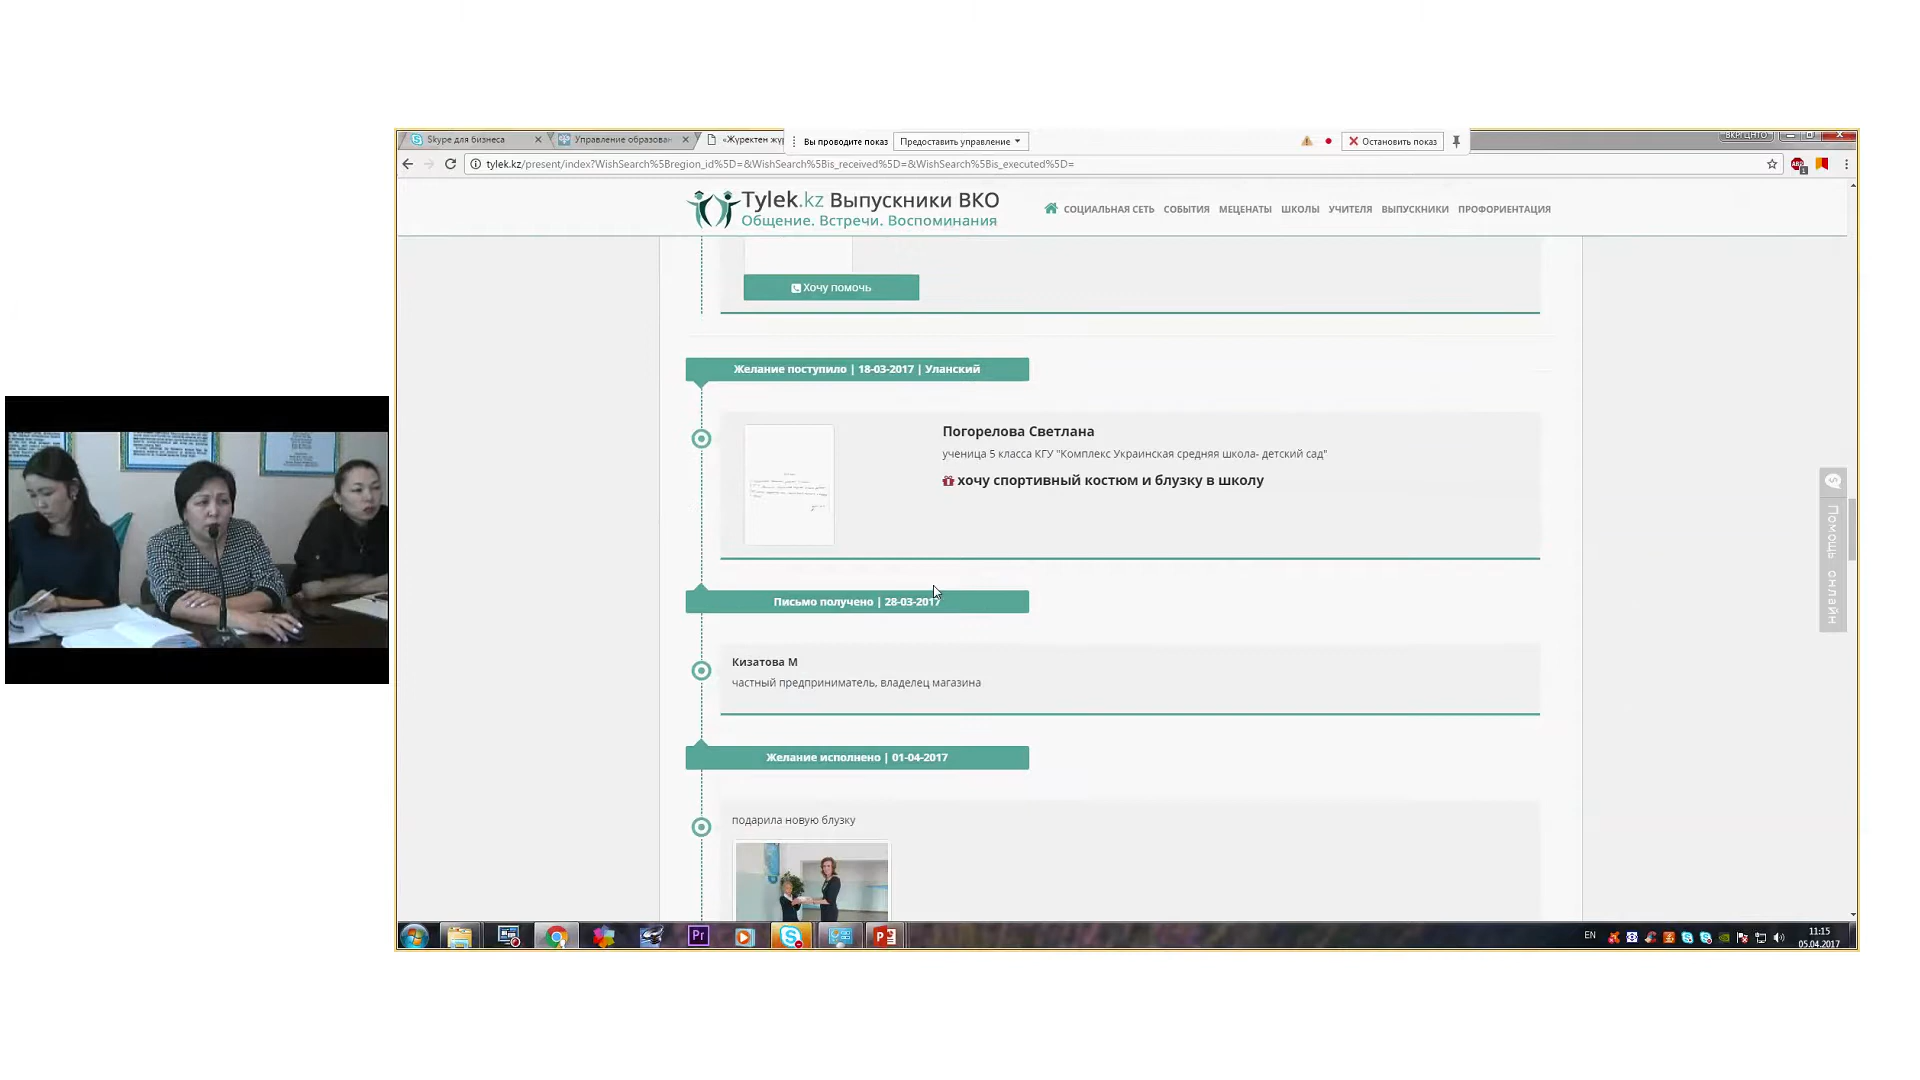 Skype для бизнеса
Управление образован
«Жүректен жүр
Вы проводите показ
Предоставить управление
Остановить показ
tylek.kz/present/index?WishSearch%5Bregion_id%5D=&WishSearch%5Bis_received%5D=&WishSearch%5Bis_executed%5D=
Tylek.kz Выпускники ВКО
Общение. Встречи. Воспоминания
СОЦИАЛЬНАЯ СЕТЬ СОБЫТИЯ МЕЦЕНАТЫ ШКОЛЫ УЧИТЕЛЯ ВЫПУСКНИКИ ПРОФОРИЕНТАЦИЯ
Хочу помочь
Желание поступило | 18-03-2017 | Уланский
Погорелова Светлана
ученица 5 класса КГУ "Комплекс Украинская средняя школа- детский сад"
хочу спортивный костюм и блузку в школу
Помощь онлайн
Письмо получено | 28-03-2017
Кизатова М
частный предприниматель, владелец магазина
Желание исполнено | 01-04-2017
подарила новую блузку
Pr
EN
11:15
05.04.2017